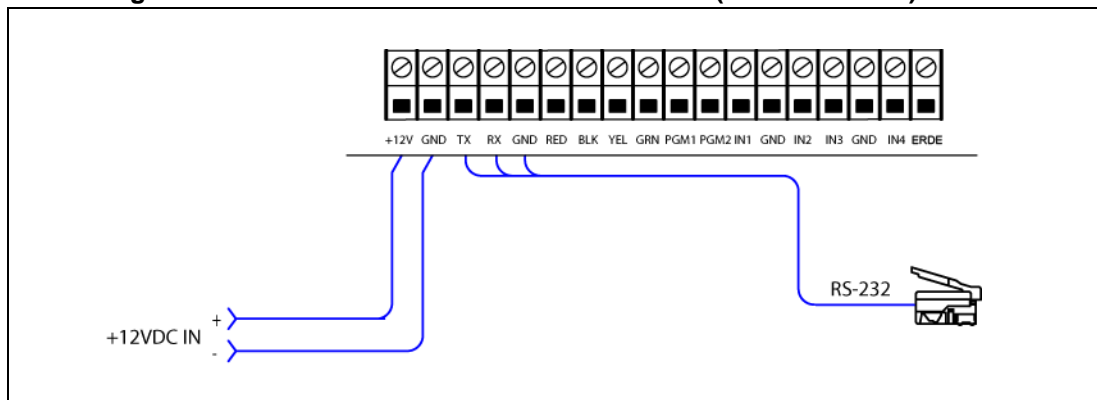 +12V GND TX RX GND RED BLK YEL GRN PGM1 PGM2 IN1 GND IN2 IN3 GND IN4 ERDE
RS-232
+
+12VDC IN
-